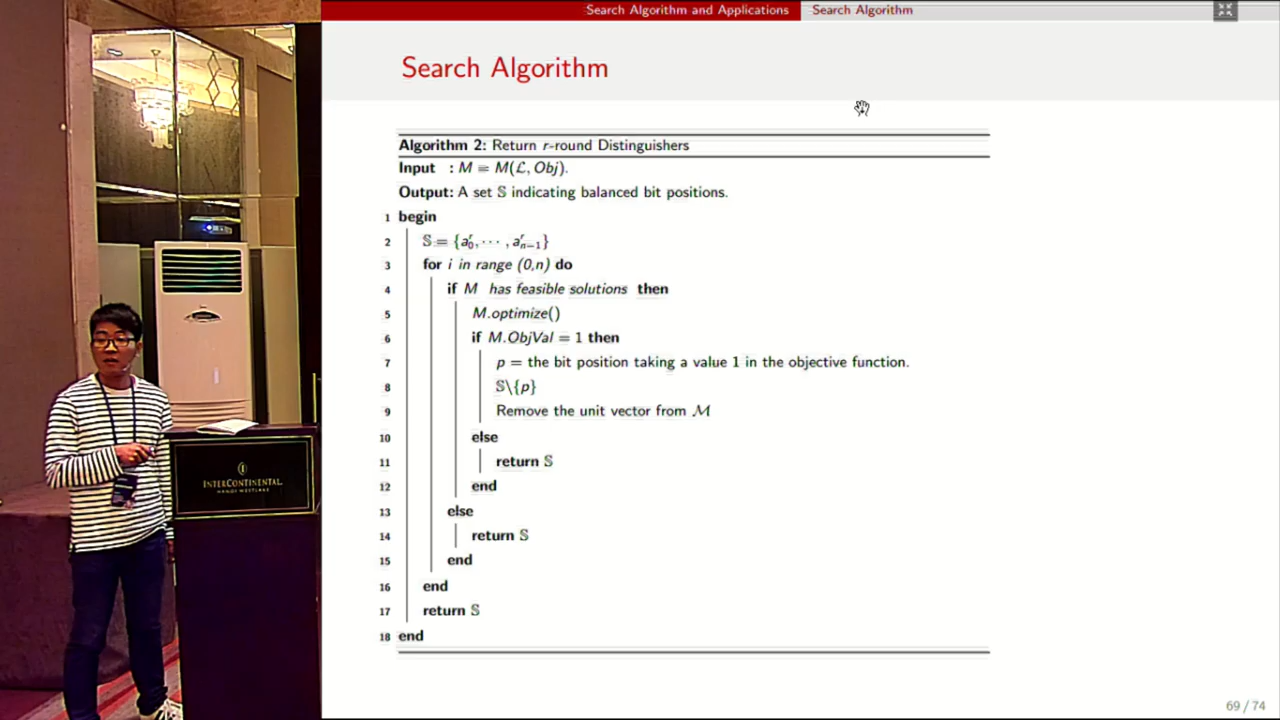 Search Algorithm and Applications Search Algorithm
Search Algorithm
Algorithm 2: Return r-round Distinguishers
Input : M = M(ℒ, Obj).
Output: A set 𝕊 indicating balanced bit positions.
1 begin
2 𝕊 = {a_0^r, ··· , a_{n−1}^r}
3 for i in range (0,n) do
4 if M has feasible solutions then
5 M.optimize()
6 if M.ObjVal = 1 then
7 p = the bit position taking a value 1 in the objective function.
8 𝕊\{p}
9 Remove the unit vector from ℳ
10 else
11 return 𝕊
12 end
13 else
14 return 𝕊
15 end
16 end
17 return 𝕊
18 end
69 / 74
INTERCONTINENTAL
HANOI WESTLAKE